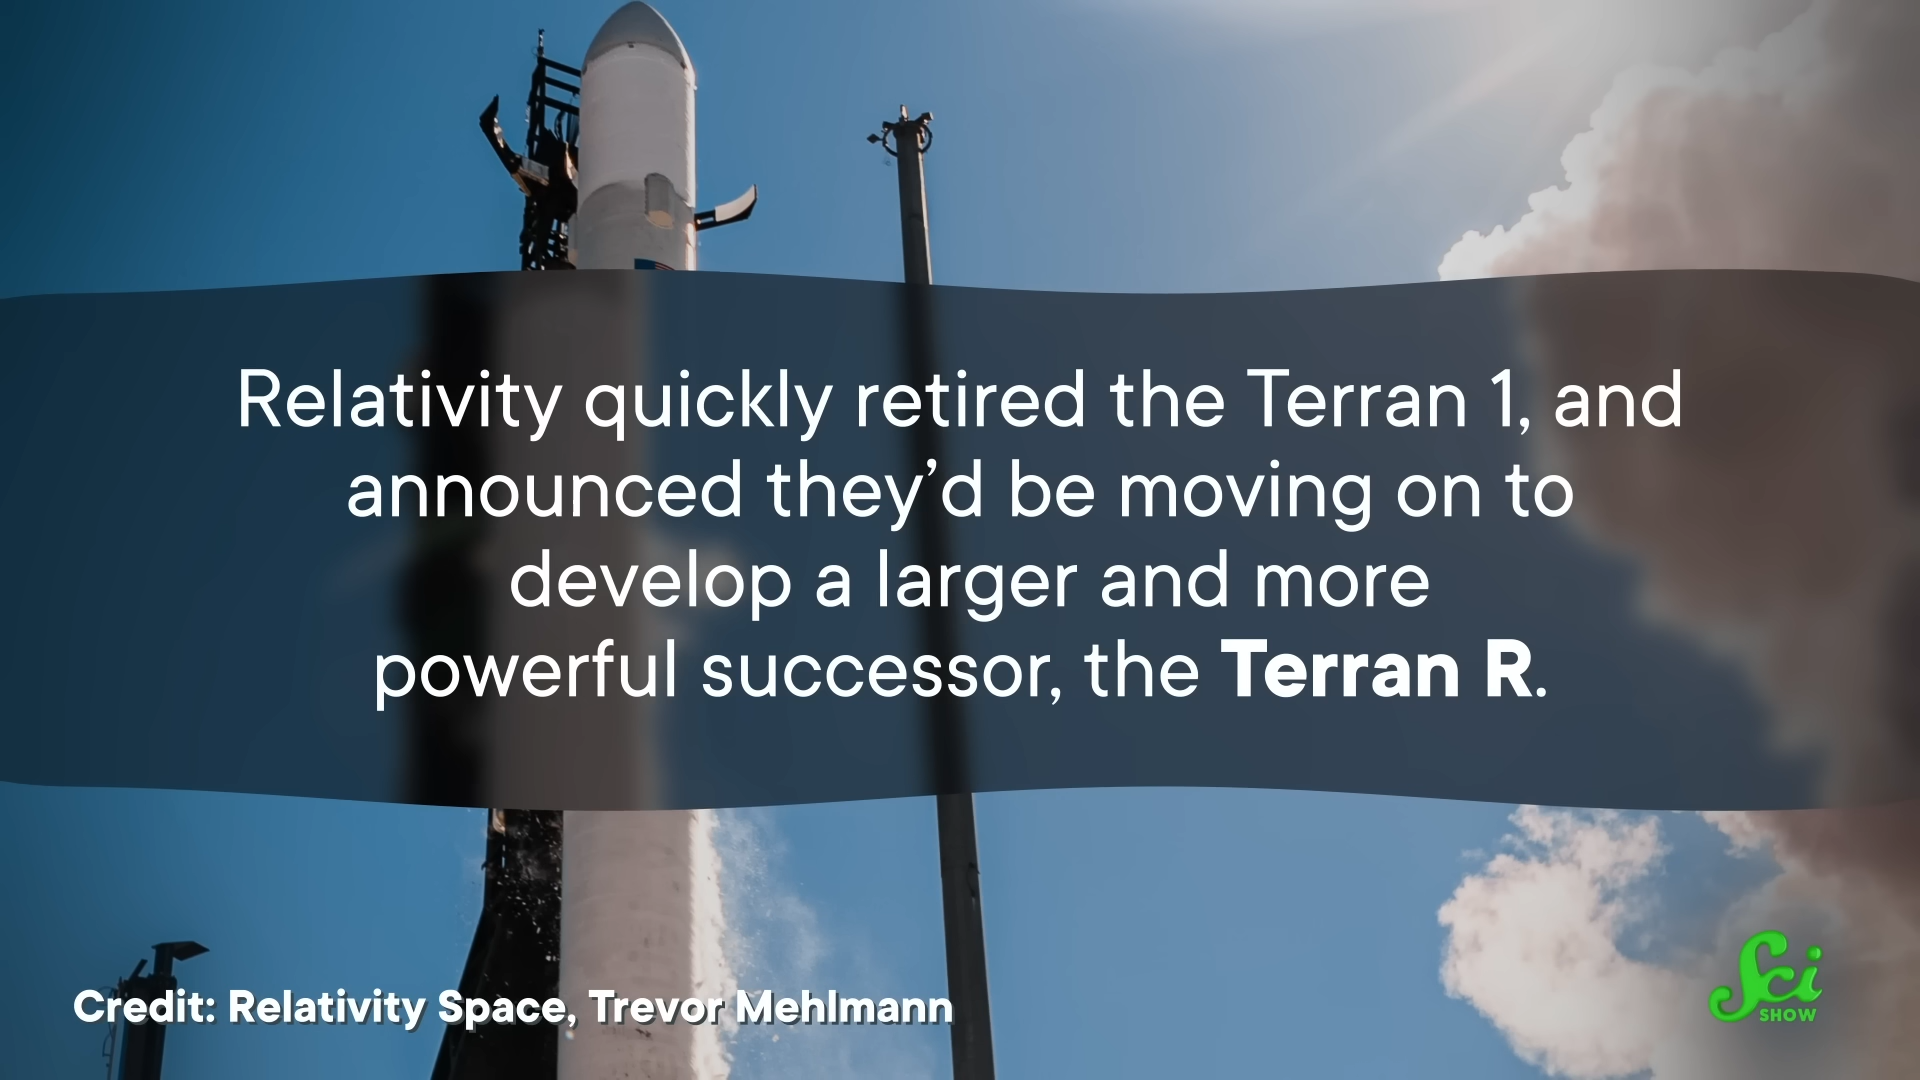 Relativity quickly retired the Terran 1, and
announced they’d be moving on to
develop a larger and more
powerful successor, the Terran R.
Credit: Relativity Space, Trevor Mehlmann
Sci
SHOW